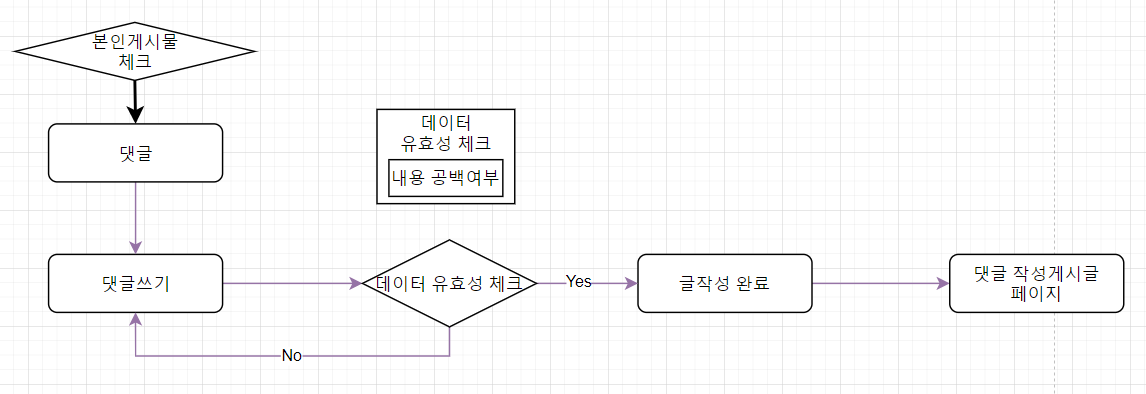 본인게시물
체크
댓글
데이터
유효성 체크
내용 공백여부
댓글쓰기
데이터 유효성 체크
Yes
글작성 완료
댓글 작성게시글
페이지
No